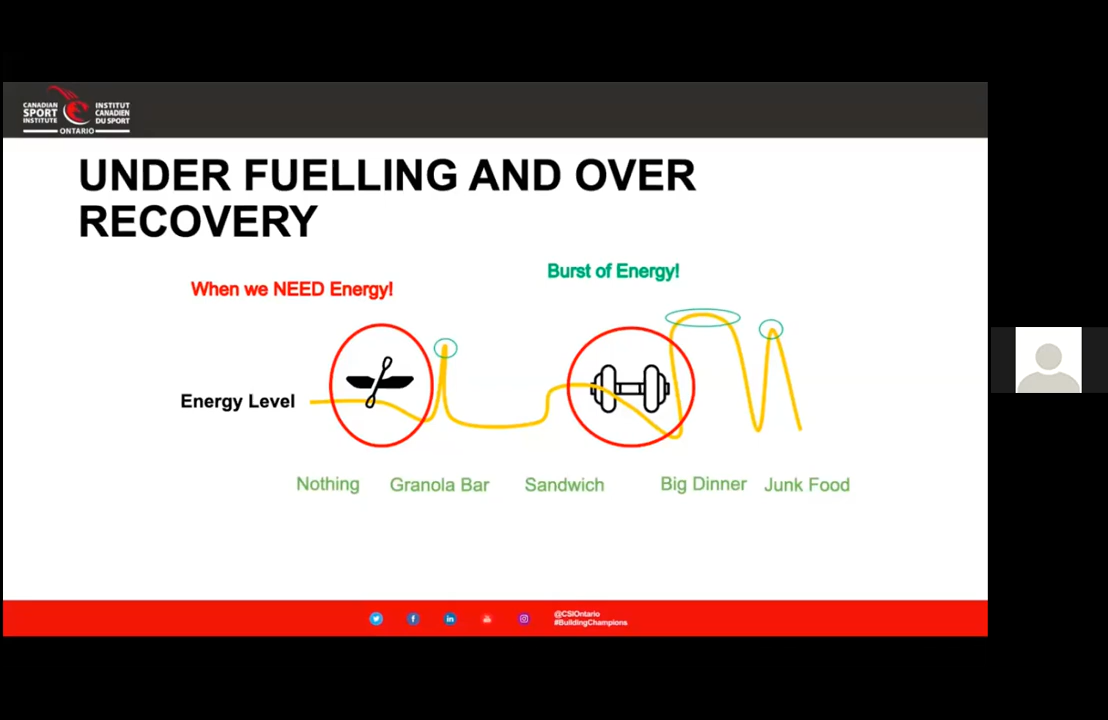 CANADIAN
SPORT
INSTITUTE
INSTITUT
CANADIEN
DU SPORT
ONTARIO
UNDER FUELLING AND OVER
RECOVERY
Burst of Energy!
When we NEED Energy!
Energy Level
Nothing
Granola Bar
Sandwich
Big Dinner
Junk Food
@CSIOntario
#BuildingChampions